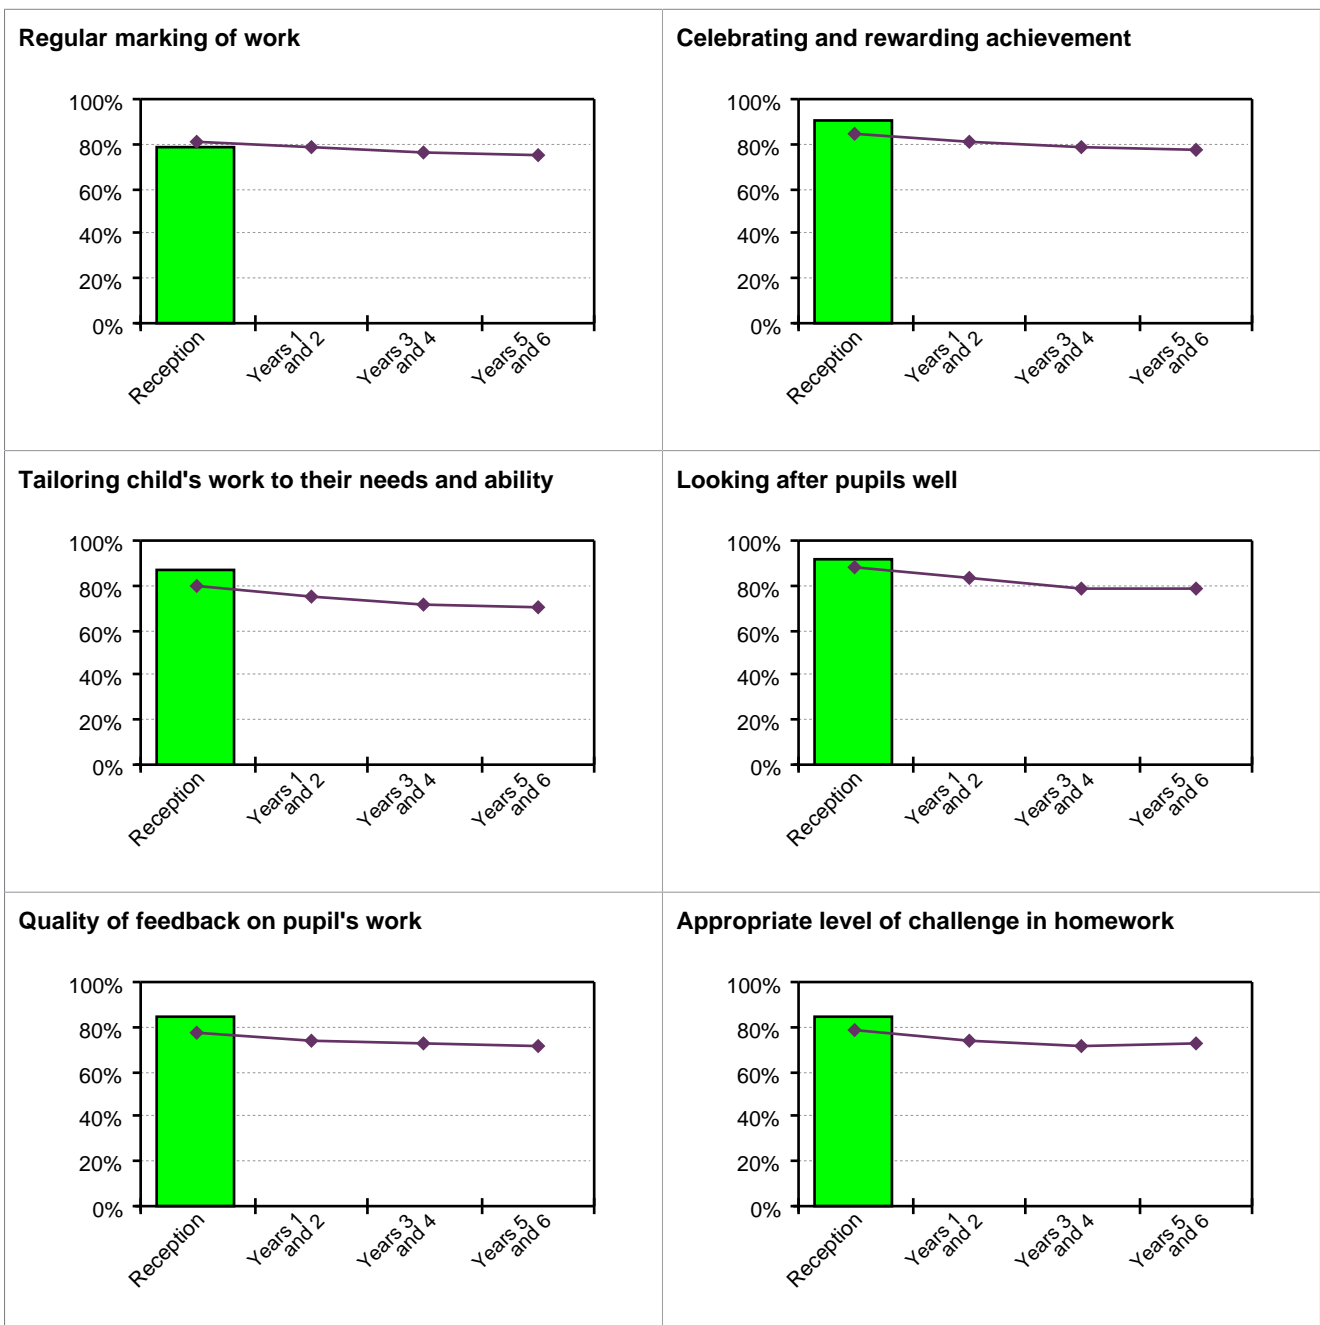 Regular marking of work
100%
80%
60%
40%
20%
0%
Reception
Years 1
and 2
Years 3
and 4
Years 5
and 6
Celebrating and rewarding achievement
100%
80%
60%
40%
20%
0%
Reception
Years 1
and 2
Years 3
and 4
Years 5
and 6
Tailoring child's work to their needs and ability
100%
80%
60%
40%
20%
0%
Reception
Years 1
and 2
Years 3
and 4
Years 5
and 6
Looking after pupils well
100%
80%
60%
40%
20%
0%
Reception
Years 1
and 2
Years 3
and 4
Years 5
and 6
Quality of feedback on pupil's work
100%
80%
60%
40%
20%
0%
Reception
Years 1
and 2
Years 3
and 4
Years 5
and 6
Appropriate level of challenge in homework
100%
80%
60%
40%
20%
0%
Reception
Years 1
and 2
Years 3
and 4
Years 5
and 6